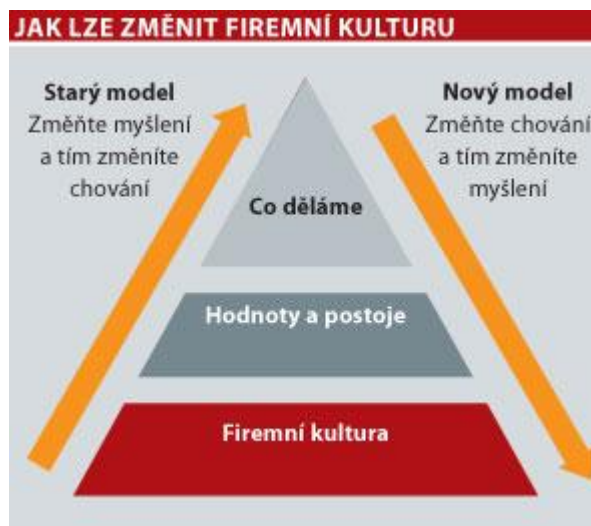 JAK LZE ZMĚNIT FIREMNÍ KULTURU
Starý model
Změňte myšlení
a tím změníte
chování
Nový model
Změňte chování
a tím změníte
myšlení
Co děláme
Hodnoty a postoje
Firemní kultura